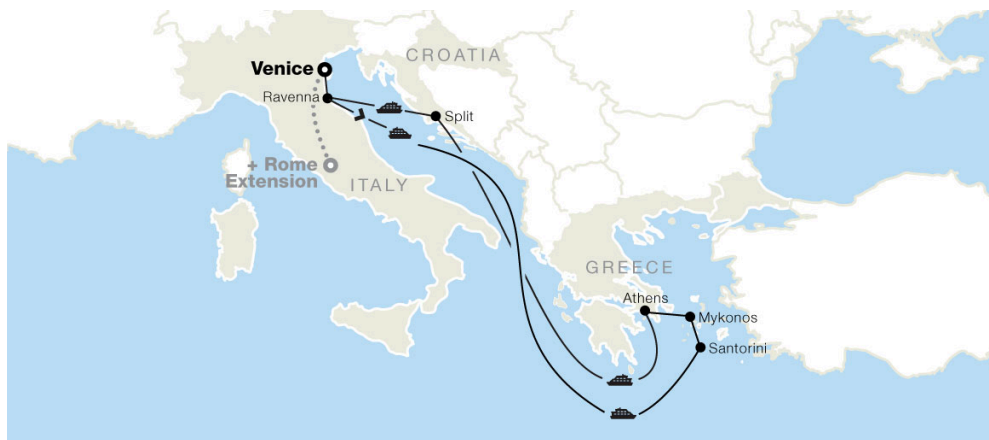 CROATIA
Venice
Ravenna
Split
+ Rome
Extension
ITALY
GREECE
Athens
Mykonos
Santorini